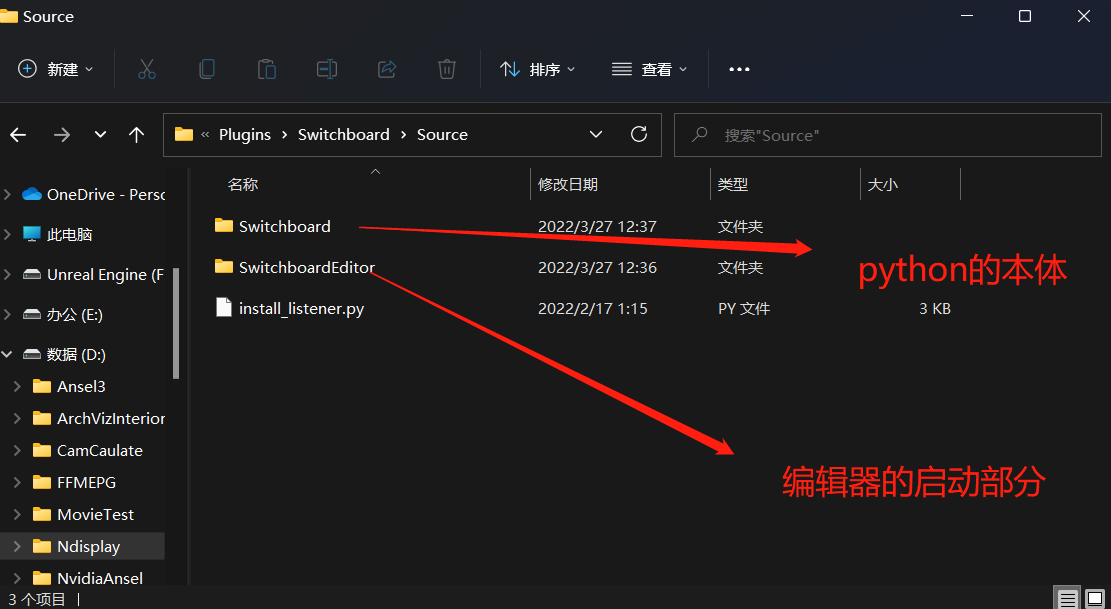 Source
新建
排序
查看
« Plugins › Switchboard › Source
搜索"Source"
名称 修改日期 类型 大小
Switchboard 2022/3/27 12:37 文件夹
SwitchboardEditor 2022/3/27 12:36 文件夹
install_listener.py 2022/2/17 1:15 PY 文件 3 KB
python的本体
编辑器的启动部分
OneDrive - Persc
此电脑
Unreal Engine (F
办公 (E:)
数据 (D:)
Ansel3
ArchVizInterior
CamCaulate
FFMEPG
MovieTest
Ndisplay
NvidiaAnsel
3 个项目